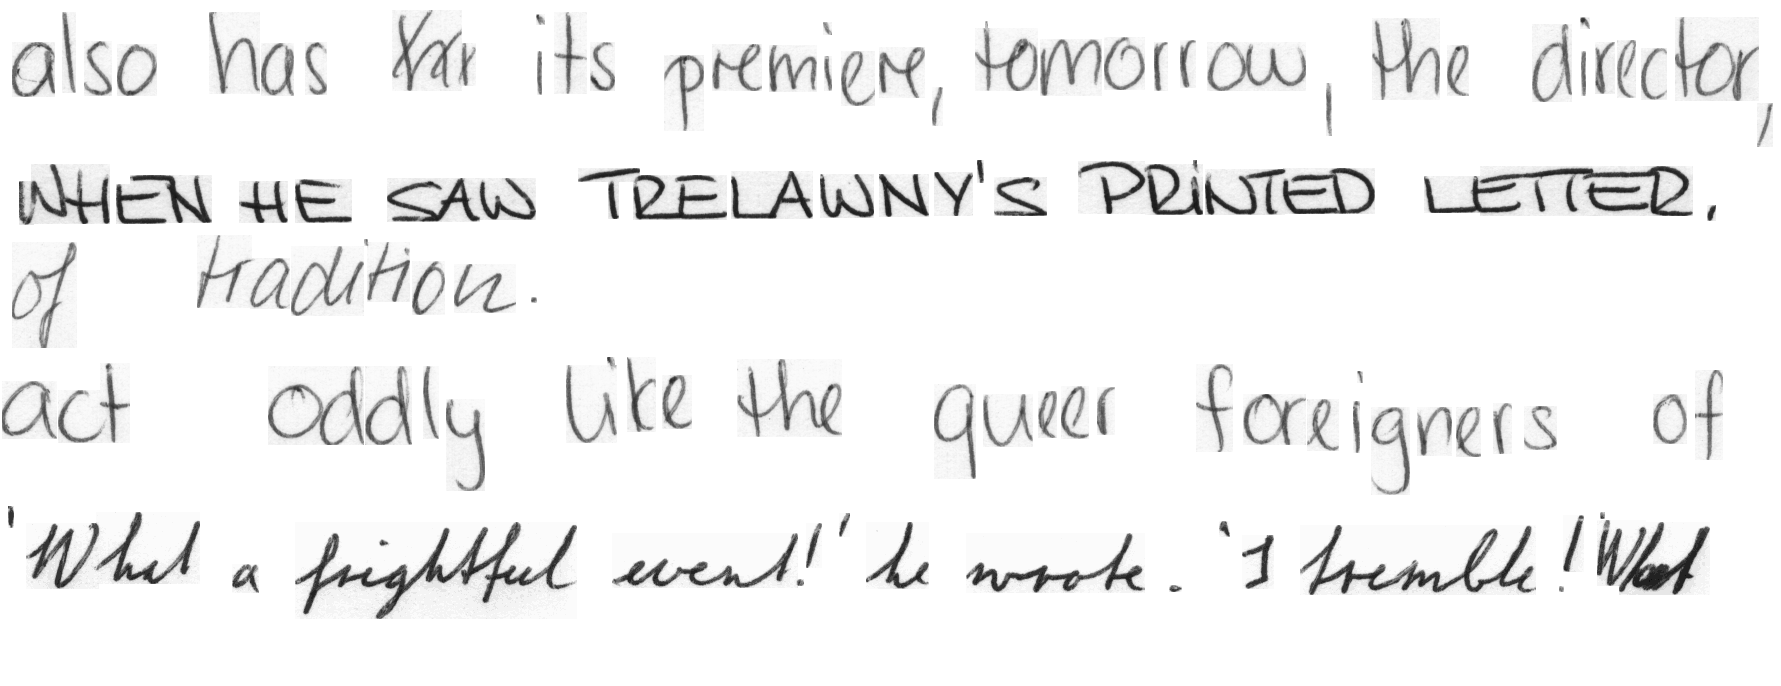 also has its premiere, tomorrow, the director,
WHEN HE SAW TRELAWNY'S PRINTED LETTER.
of tradition.
act oddly like the queer foreigners of
'What a frightful event!' he wrote. 'I tremble! What